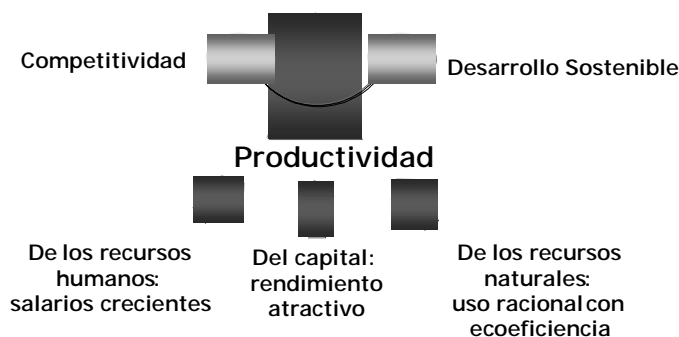 Competitividad
Desarrollo Sostenible
Productividad
De los recursos
humanos:
salarios crecientes
Del capital:
rendimiento
atractivo
De los recursos
naturales:
uso racional con
ecoeficiencia